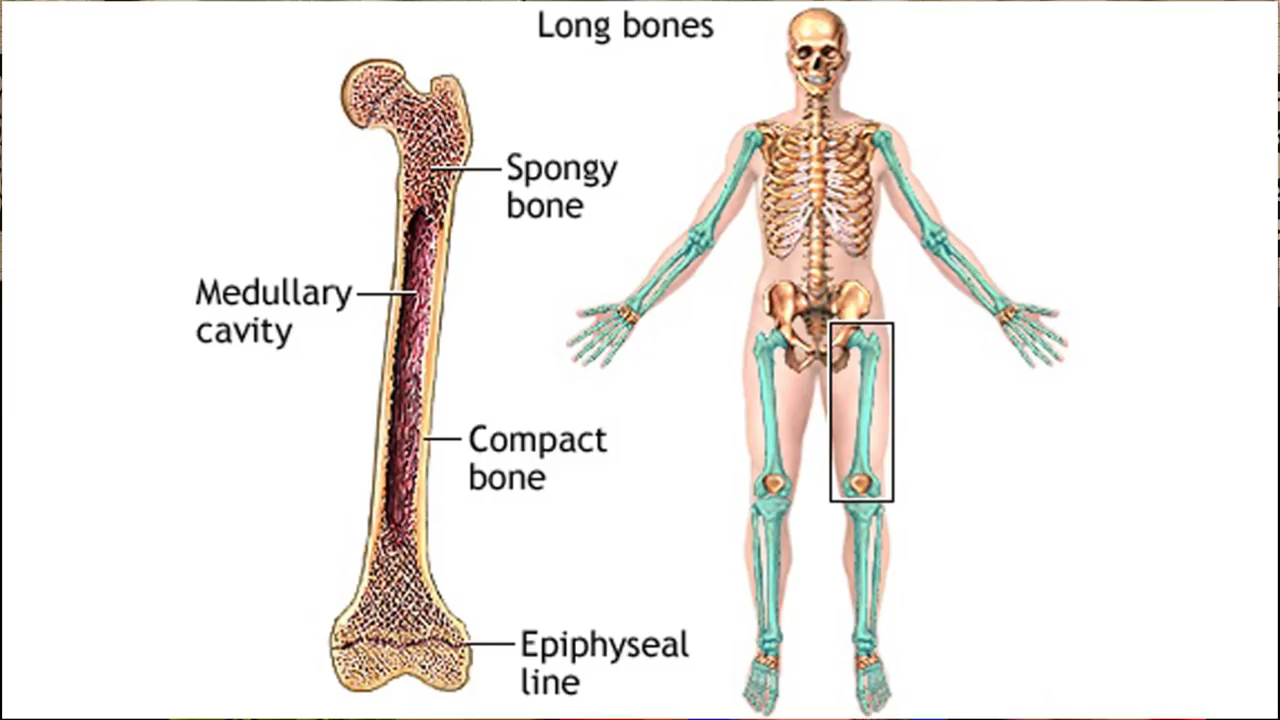 Long bones
Spongy
bone
Medullary
cavity
Compact
bone
Epiphyseal
line